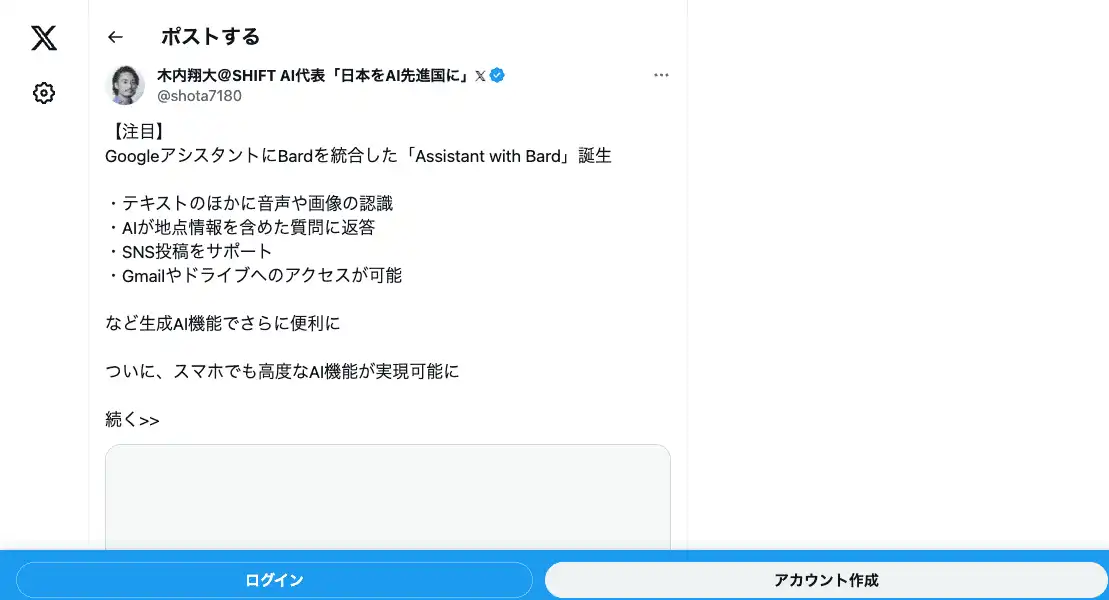 ポストする
木内翔大@SHIFT AI代表「日本をAI先進国に」𝕏
@shota7180
【注目】
GoogleアシスタントにBardを統合した「Assistant with Bard」誕生
・テキストのほかに音声や画像の認識
・AIが地点情報を含めた質問に返答
・SNS投稿をサポート
・Gmailやドライブへのアクセスが可能
など生成AI機能でさらに便利に
ついに、スマホでも高度なAI機能が実現可能に
続く>>
ログイン
アカウント作成